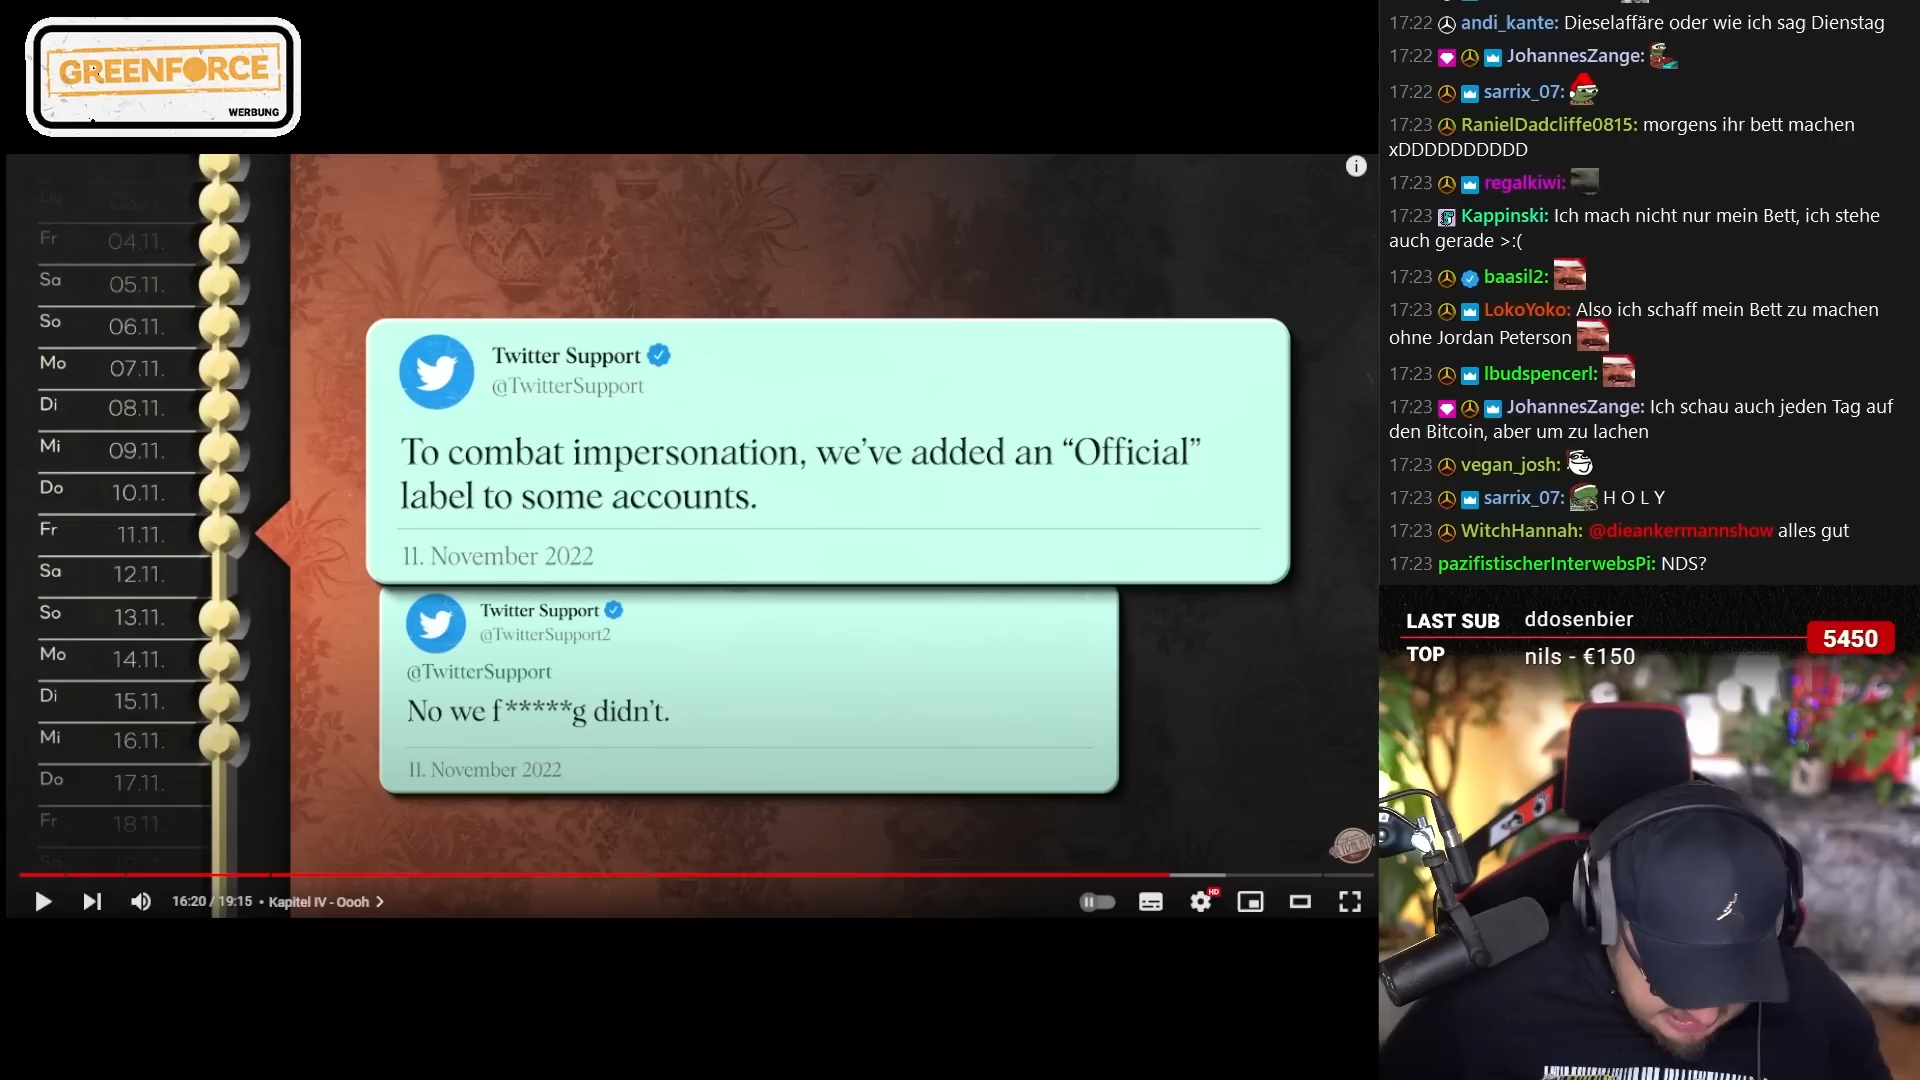 GREENFORCE
WERBUNG
Fr 04.11.
Sa 05.11.
So 06.11.
Mo 07.11.
Di 08.11.
Mi 09.11.
Do 10.11.
Fr 11.11.
Sa 12.11.
So 13.11.
Mo 14.11.
Di 15.11.
Mi 16.11.
Do 17.11.
Fr 18.11.
Twitter Support
@TwitterSupport
To combat impersonation, we’ve added an “Official”
label to some accounts.
11. November 2022
Twitter Support
@TwitterSupport2
@TwitterSupport
No we f*****g didn’t.
11. November 2022
16:20 / 19:15 • Kapitel IV - Oooh
HD
17:22 andi_kante: Dieselaffäre oder wie ich sag Dienstag
17:22 JohannesZange:
17:22 sarrix_07:
17:23 RanielDadcliffe0815: morgens ihr bett machen
xDDDDDDDDDD
17:23 regalkiwi:
17:23 Kappinski: Ich mach nicht nur mein Bett, ich stehe
auch gerade >:(
17:23 baasil2:
17:23 LokoYoko: Also ich schaff mein Bett zu machen
ohne Jordan Peterson
17:23 lbudspencerl:
17:23 JohannesZange: Ich schau auch jeden Tag auf
den Bitcoin, aber um zu lachen
17:23 vegan_josh:
17:23 sarrix_07: H O L Y
17:23 WitchHannah: @dieankermannshow alles gut
17:23 pazifistischerInterwebsPi: NDS?
LAST SUB ddosenbier
5450
TOP nils - €150